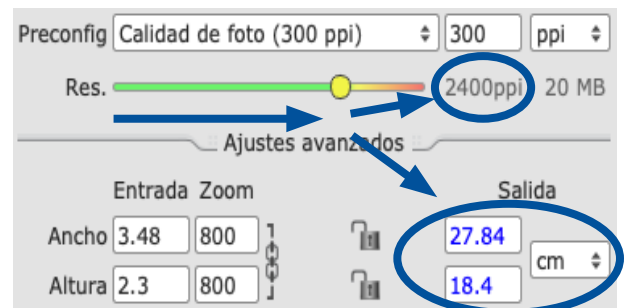 Preconfig Calidad de foto (300 ppi) 300 ppi
Res. 2400ppi 20 MB
Ajustes avanzados
Entrada Zoom Salida
Ancho 3.48 800 27.84
cm
Altura 2.3 800 18.4